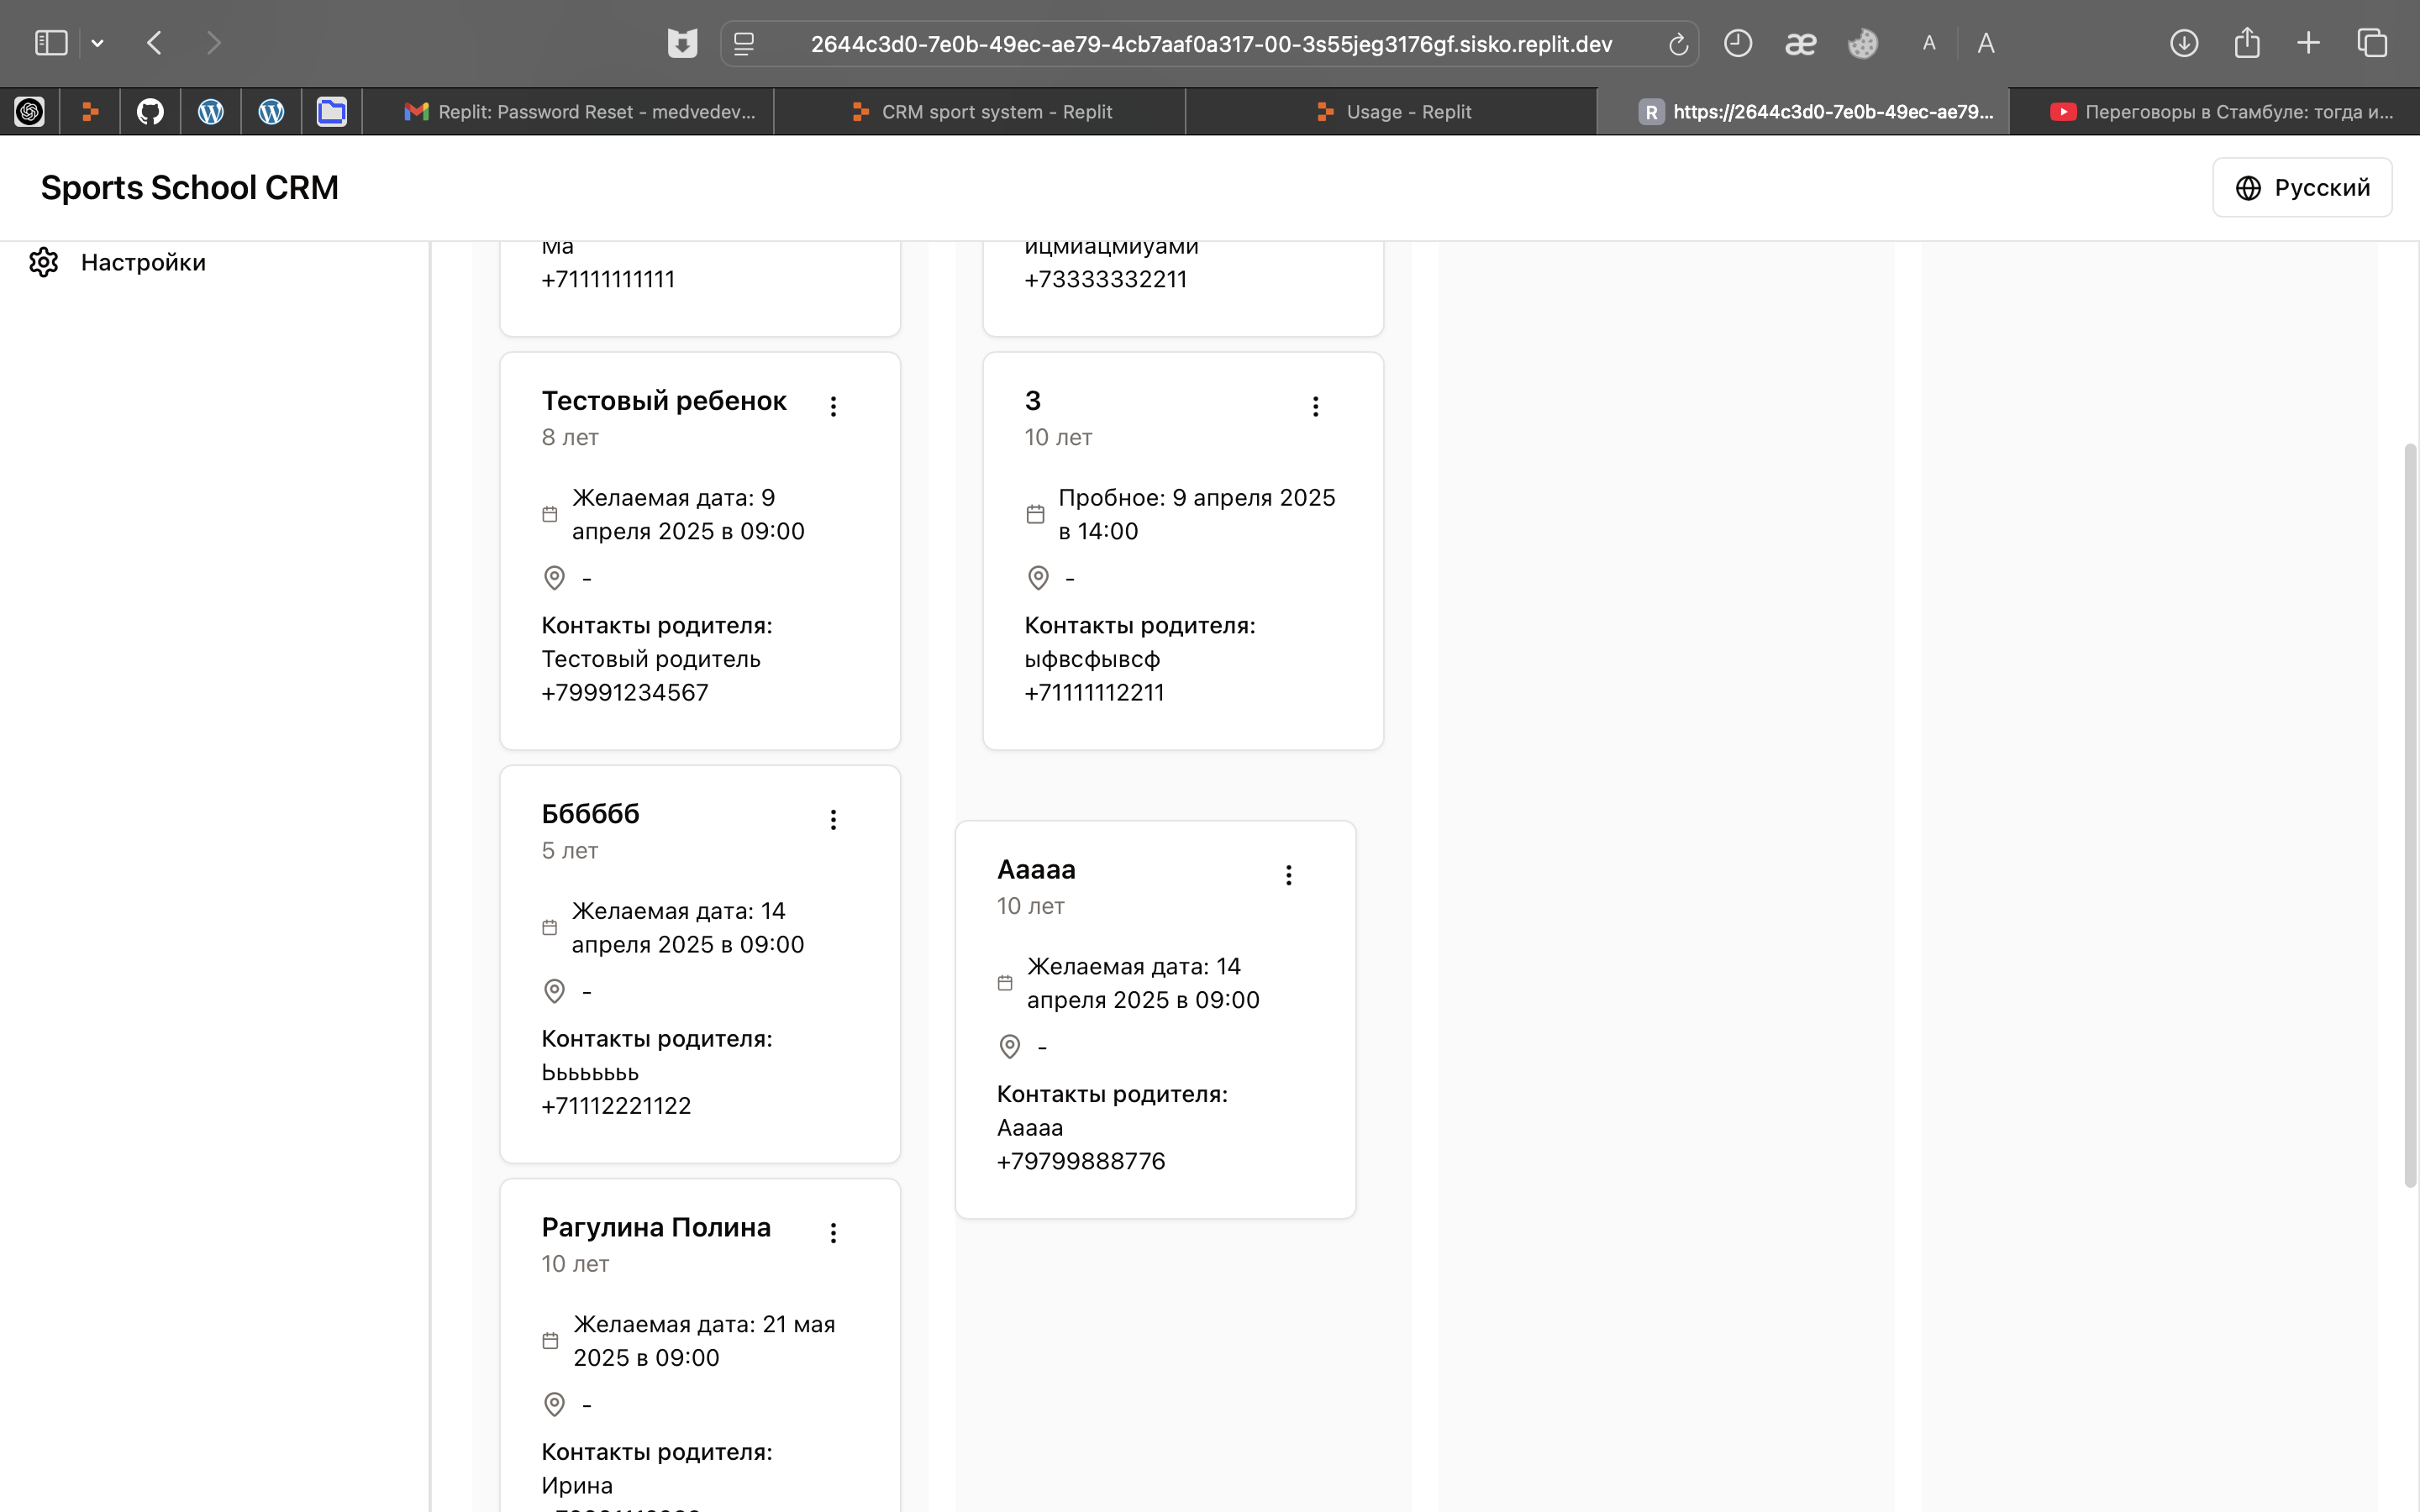 2644c3d0-7e0b-49ec-ae79-4cb7aaf0a317-00-3s55jeg3176gf.sisko.replit.dev
æ
A
A
Replit: Password Reset - medvedev...
CRM sport system - Replit
Usage - Replit
R https://2644c3d0-7e0b-49ec-ae79...
Переговоры в Стамбуле: тогда и...
Sports School CRM
Русский
Настройки
Ма
+71111111111
Тестовый ребенок
8 лет
Желаемая дата: 9
апреля 2025 в 09:00
-
Контакты родителя:
Тестовый родитель
+79991234567
Бббббб
5 лет
Желаемая дата: 14
апреля 2025 в 09:00
-
Контакты родителя:
Ььььььь
+71112221122
Рагулина Полина
10 лет
Желаемая дата: 21 мая
2025 в 09:00
-
Контакты родителя:
Ирина
ицмиацмиуами
+73333332211
3
10 лет
Пробное: 9 апреля 2025
в 14:00
-
Контакты родителя:
ыфвсфывсф
+71111112211
Ааааа
10 лет
Желаемая дата: 14
апреля 2025 в 09:00
-
Контакты родителя:
Ааааа
+79799888776